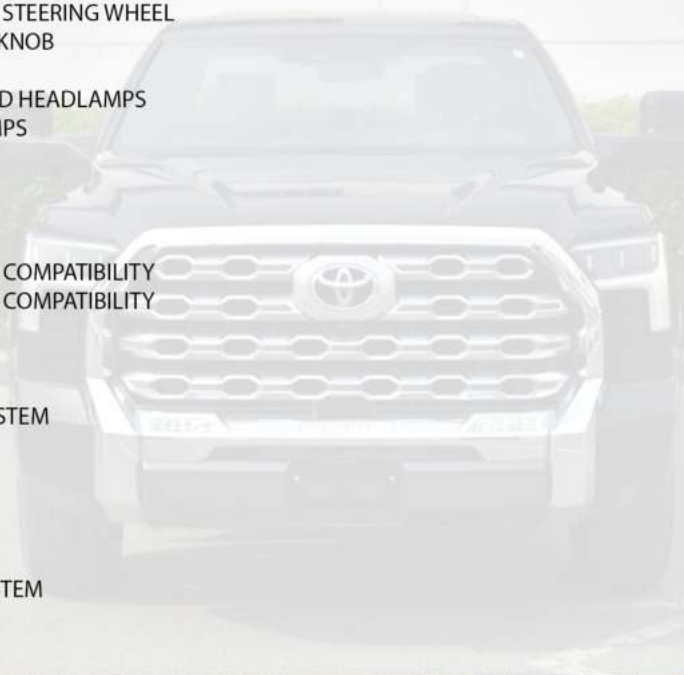 STEERING WHEEL
KNOB
D HEADLAMPS
MPS
COMPATIBILITY
COMPATIBILITY
STEM
TEM